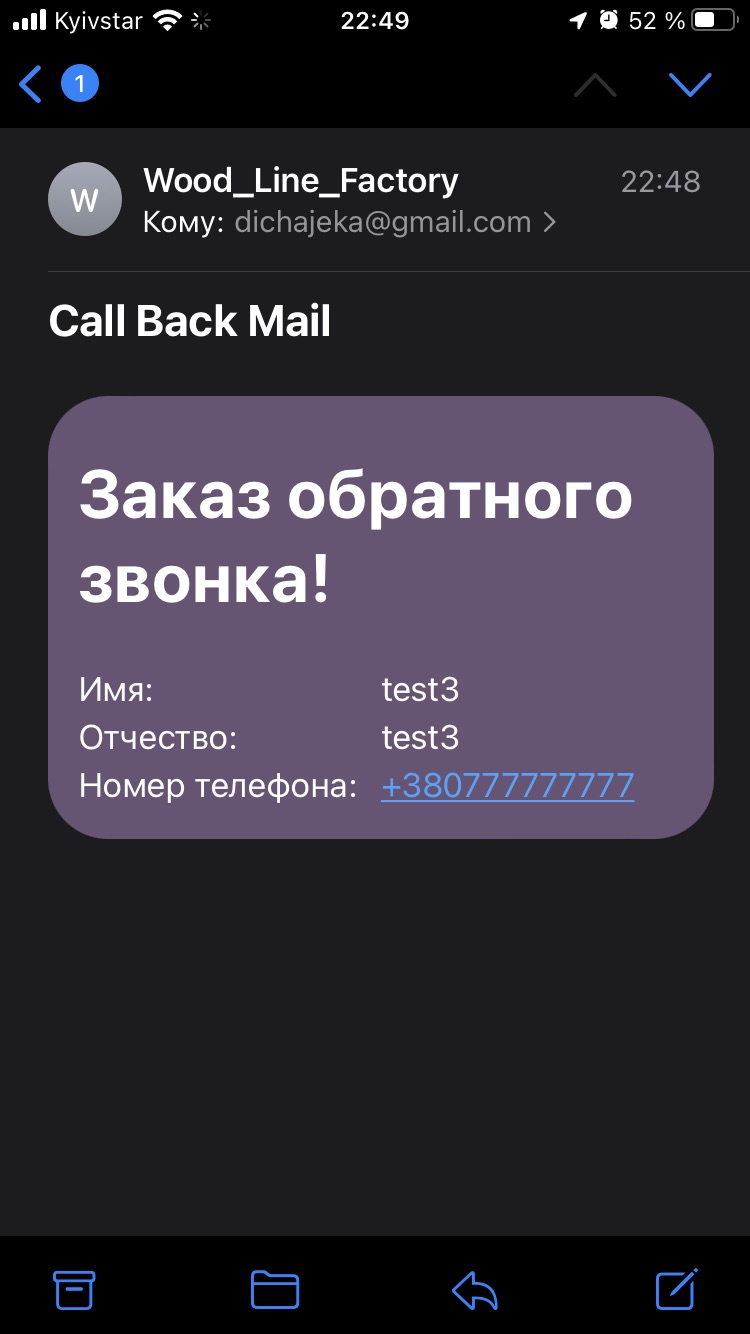 Kyivstar 22:49 52 %
1
W
Wood_Line_Factory 22:48
Кому: dichajeka@gmail.com
Call Back Mail
Заказ обратного
звонка!
Имя: test3
Отчество: test3
Номер телефона: +380777777777